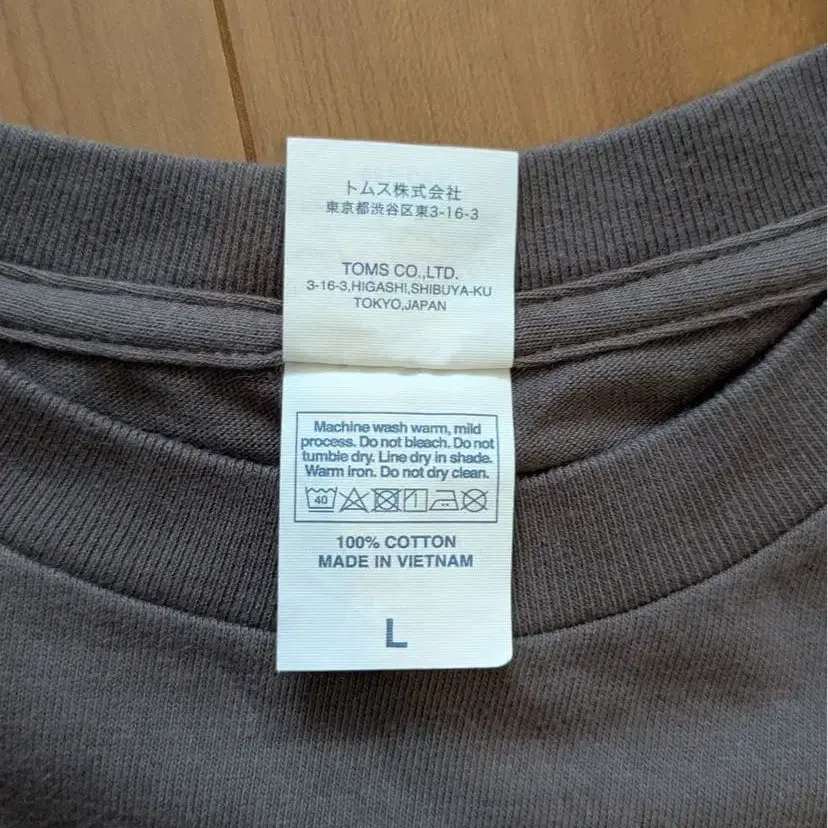 トムス株式会社
東京都渋谷区東3-16-3
TOMS CO.,LTD.
3-16-3,HIGASHI,SHIBUYA-KU
TOKYO,JAPAN
Machine wash warm, mild
process. Do not bleach. Do not
tumble dry. Line dry in shade.
Warm iron. Do not dry clean.
40
100% COTTON
MADE IN VIETNAM
L